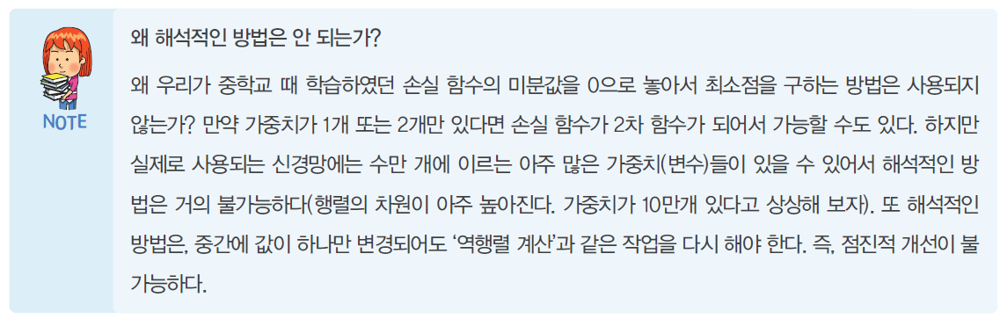 왜 해석적인 방법은 안 되는가?
왜 우리가 중학교 때 학습하였던 손실 함수의 미분값을 0으로 놓아서 최소점을 구하는 방법은 사용되지
않는가? 만약 가중치가 1개 또는 2개만 있다면 손실 함수가 2차 함수가 되어서 가능할 수도 있다. 하지만
실제로 사용되는 신경망에는 수만 개에 이르는 아주 많은 가중치(변수)들이 있을 수 있어서 해석적인 방
법은 거의 불가능하다(행렬의 차원이 아주 높아진다. 가중치가 10만개 있다고 상상해 보자). 또 해석적인
방법은, 중간에 값이 하나만 변경되어도 ‘역행렬 계산’과 같은 작업을 다시 해야 한다. 즉, 점진적 개선이 불
가능하다.
NOTE